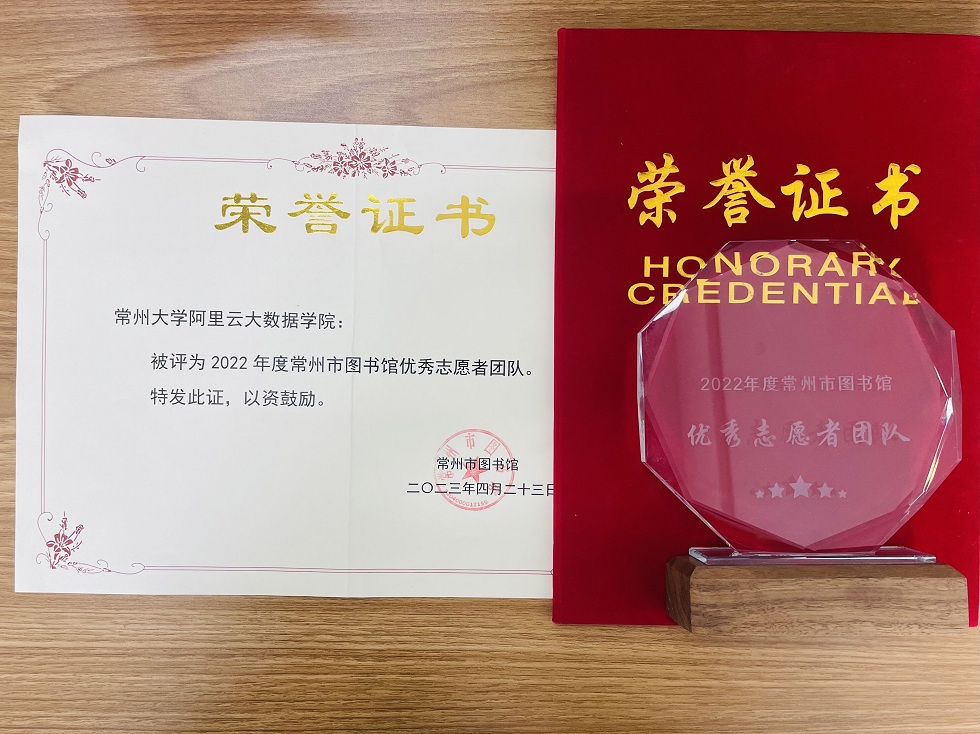 荣誉证书
常州大学阿里云大数据学院：
被评为 2022 年度常州市图书馆优秀志愿者团队。
特发此证，以资鼓励。
常州市图书馆
二〇二三年四月二十三日
荣誉证书
HONORARY
CREDENTIAL
2022年度常州市图书馆
优秀志愿者团队